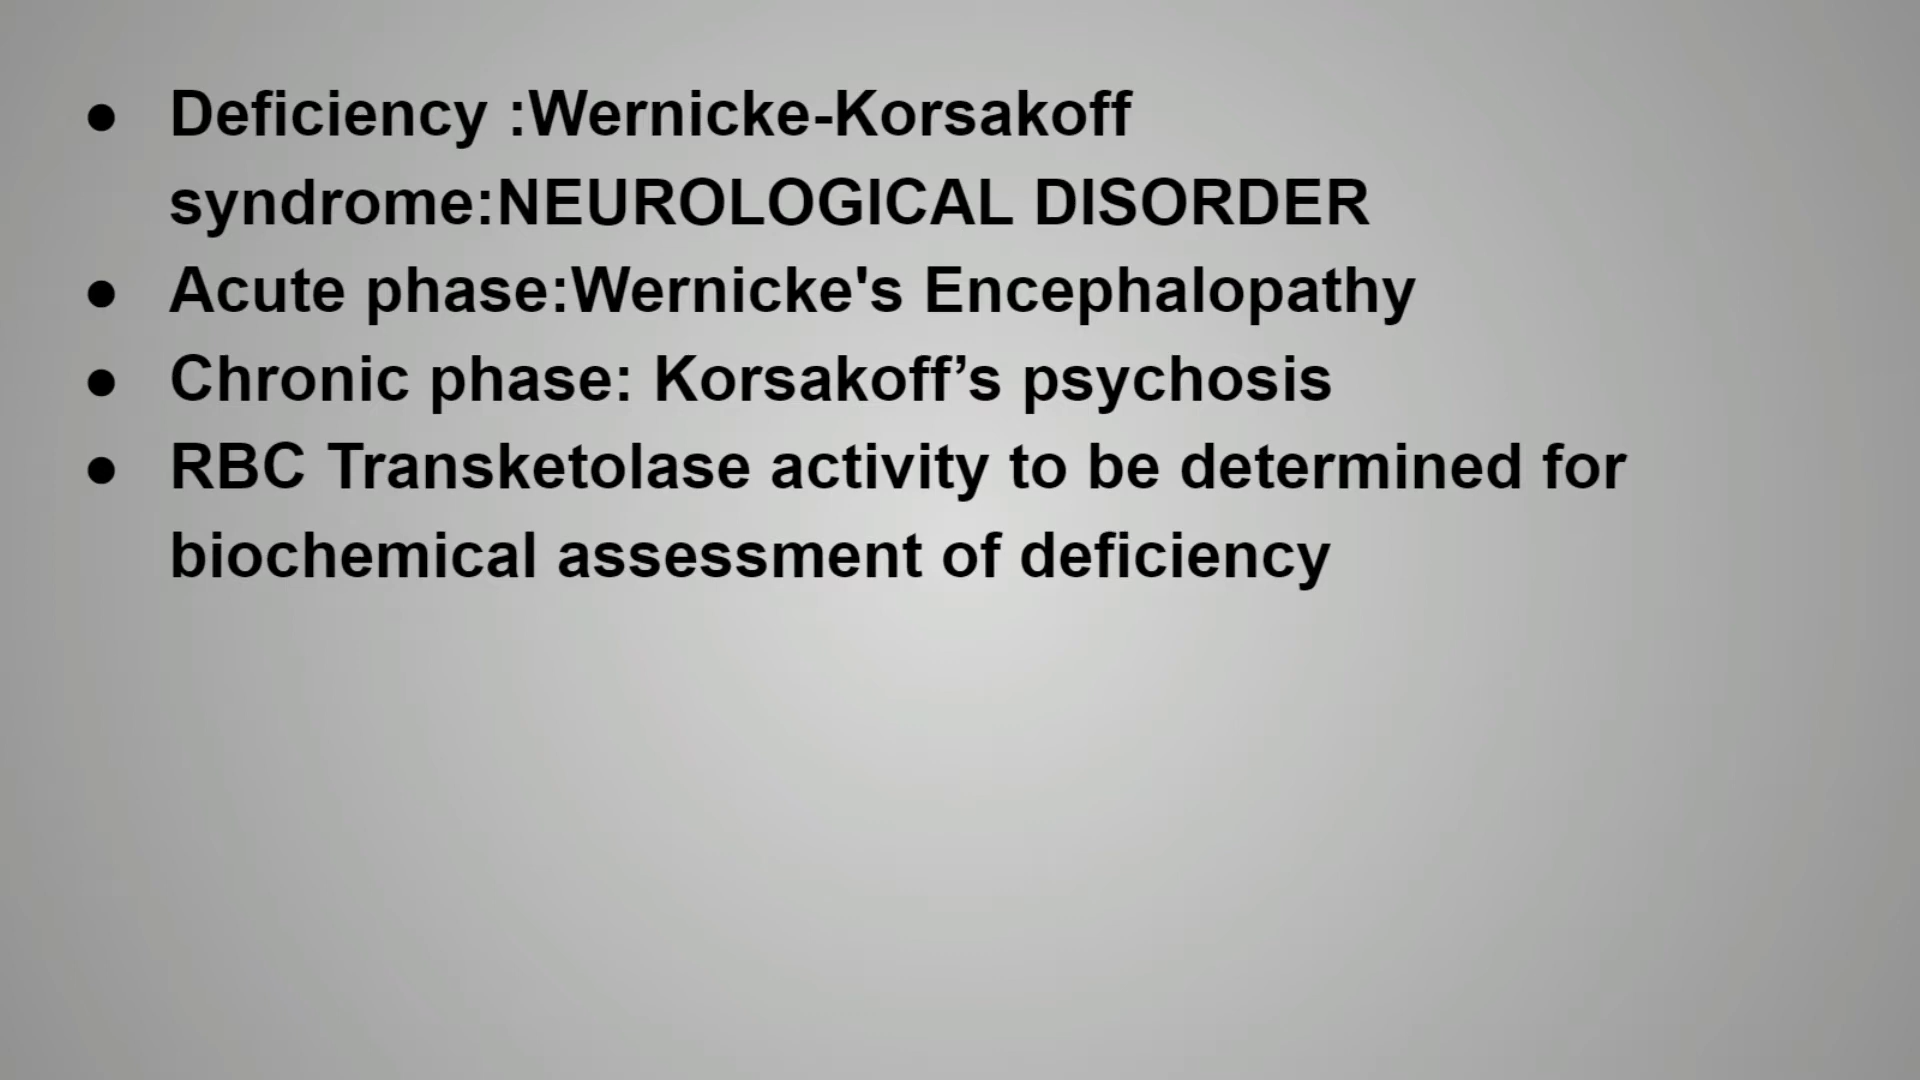 ● Deficiency :Wernicke-Korsakoff
syndrome:NEUROLOGICAL DISORDER
● Acute phase:Wernicke's Encephalopathy
● Chronic phase: Korsakoff’s psychosis
● RBC Transketolase activity to be determined for
biochemical assessment of deficiency